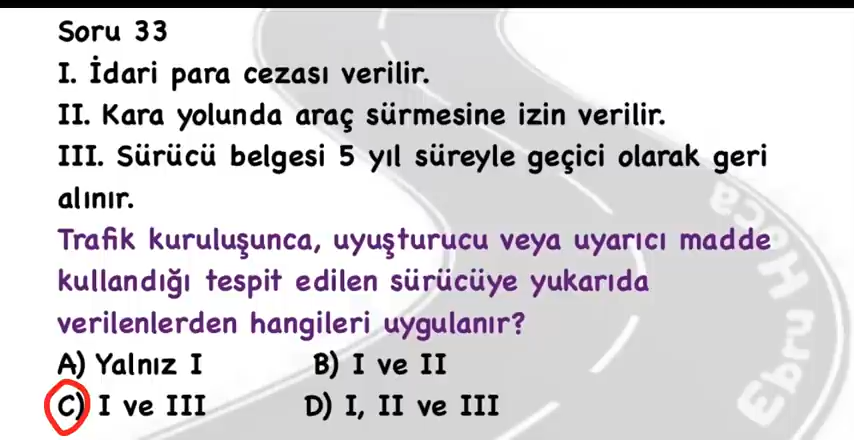 Soru 33
I. İdari para cezası verilir.
II. Kara yolunda araç sürmesine izin verilir.
III. Sürücü belgesi 5 yıl süreyle geçici olarak geri
alınır.
Trafik kuruluşunca, uyuşturucu veya uyarıcı madde
kullandığı tespit edilen sürücüye yukarıda
verilenlerden hangileri uygulanır?
A) Yalnız I B) I ve II
C) I ve III D) I, II ve III
Ebru Hoca